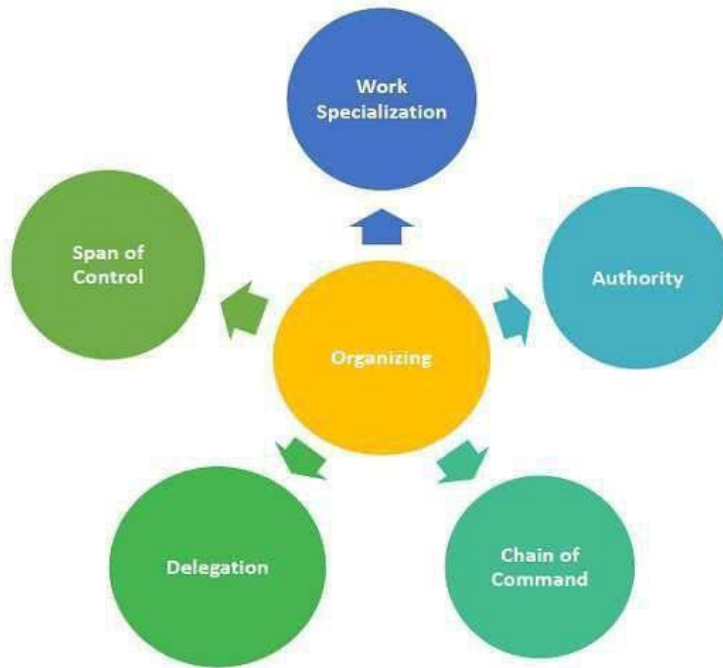 Work
Specialization
Authority
Chain of
Command
Delegation
Span of
Control
Organizing